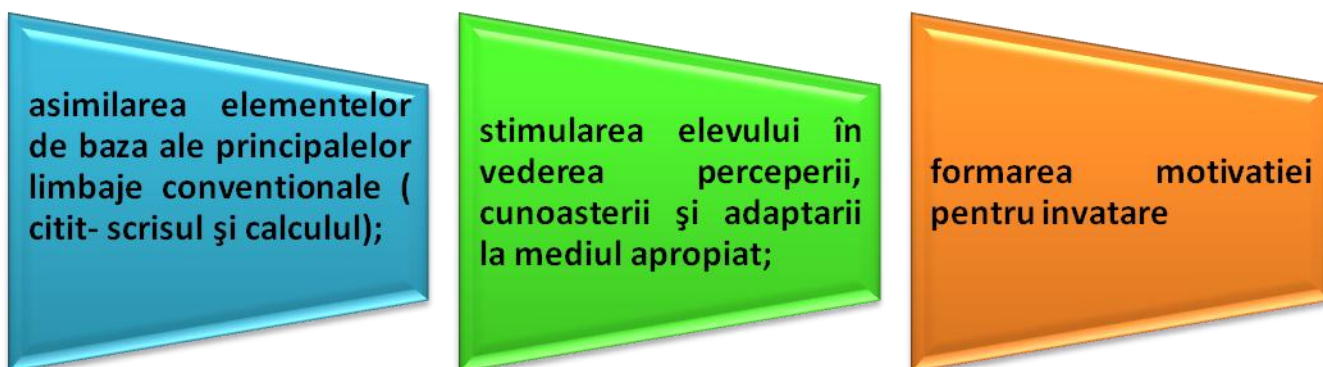 asimilarea elementelor
de baza ale principalelor
limbaje conventionale (
citit- scrisul şi calculul);
stimularea elevului în
vederea perceperii,
cunoasterii şi adaptarii
la mediul apropiat;
formarea motivatiei
pentru invatare